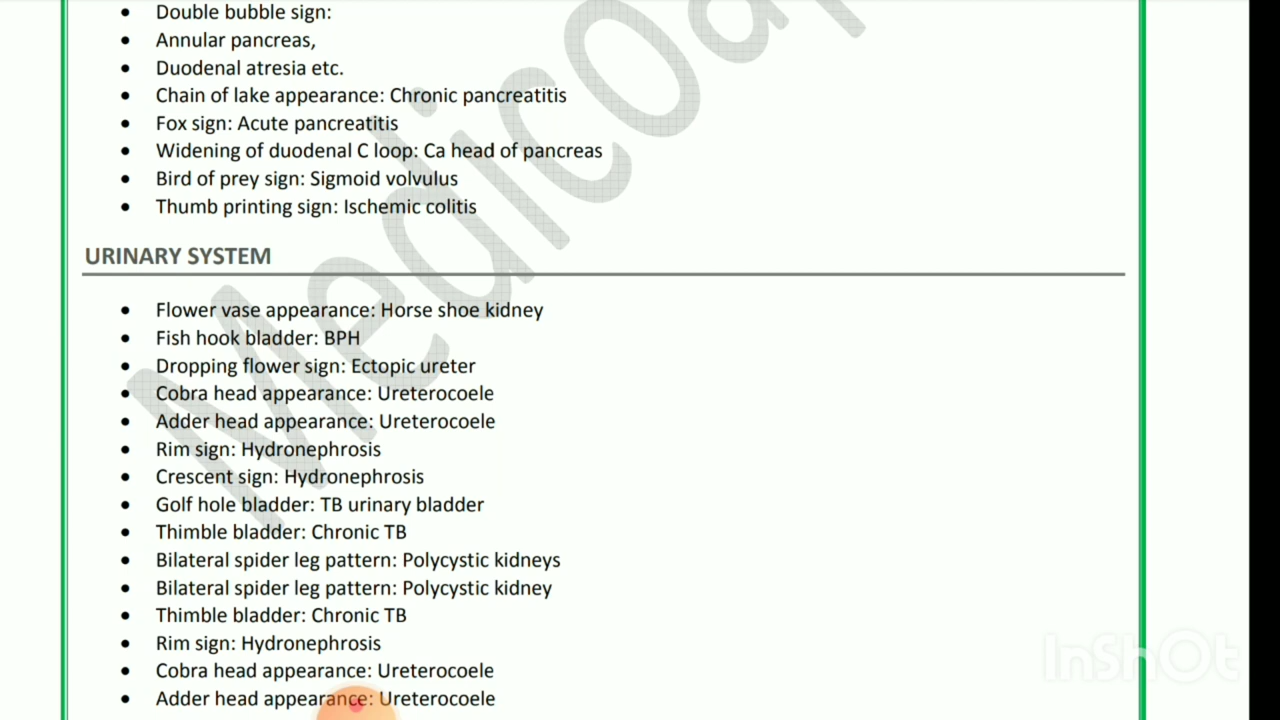 • Double bubble sign:
• Annular pancreas,
• Duodenal atresia etc.
• Chain of lake appearance: Chronic pancreatitis
• Fox sign: Acute pancreatitis
• Widening of duodenal C loop: Ca head of pancreas
• Bird of prey sign: Sigmoid volvulus
• Thumb printing sign: Ischemic colitis
URINARY SYSTEM
• Flower vase appearance: Horse shoe kidney
• Fish hook bladder: BPH
• Dropping flower sign: Ectopic ureter
• Cobra head appearance: Ureterocoele
• Adder head appearance: Ureterocoele
• Rim sign: Hydronephrosis
• Crescent sign: Hydronephrosis
• Golf hole bladder: TB urinary bladder
• Thimble bladder: Chronic TB
• Bilateral spider leg pattern: Polycystic kidneys
• Bilateral spider leg pattern: Polycystic kidney
• Thimble bladder: Chronic TB
• Rim sign: Hydronephrosis
• Cobra head appearance: Ureterocoele
• Adder head appearance: Ureterocoele
InShOt